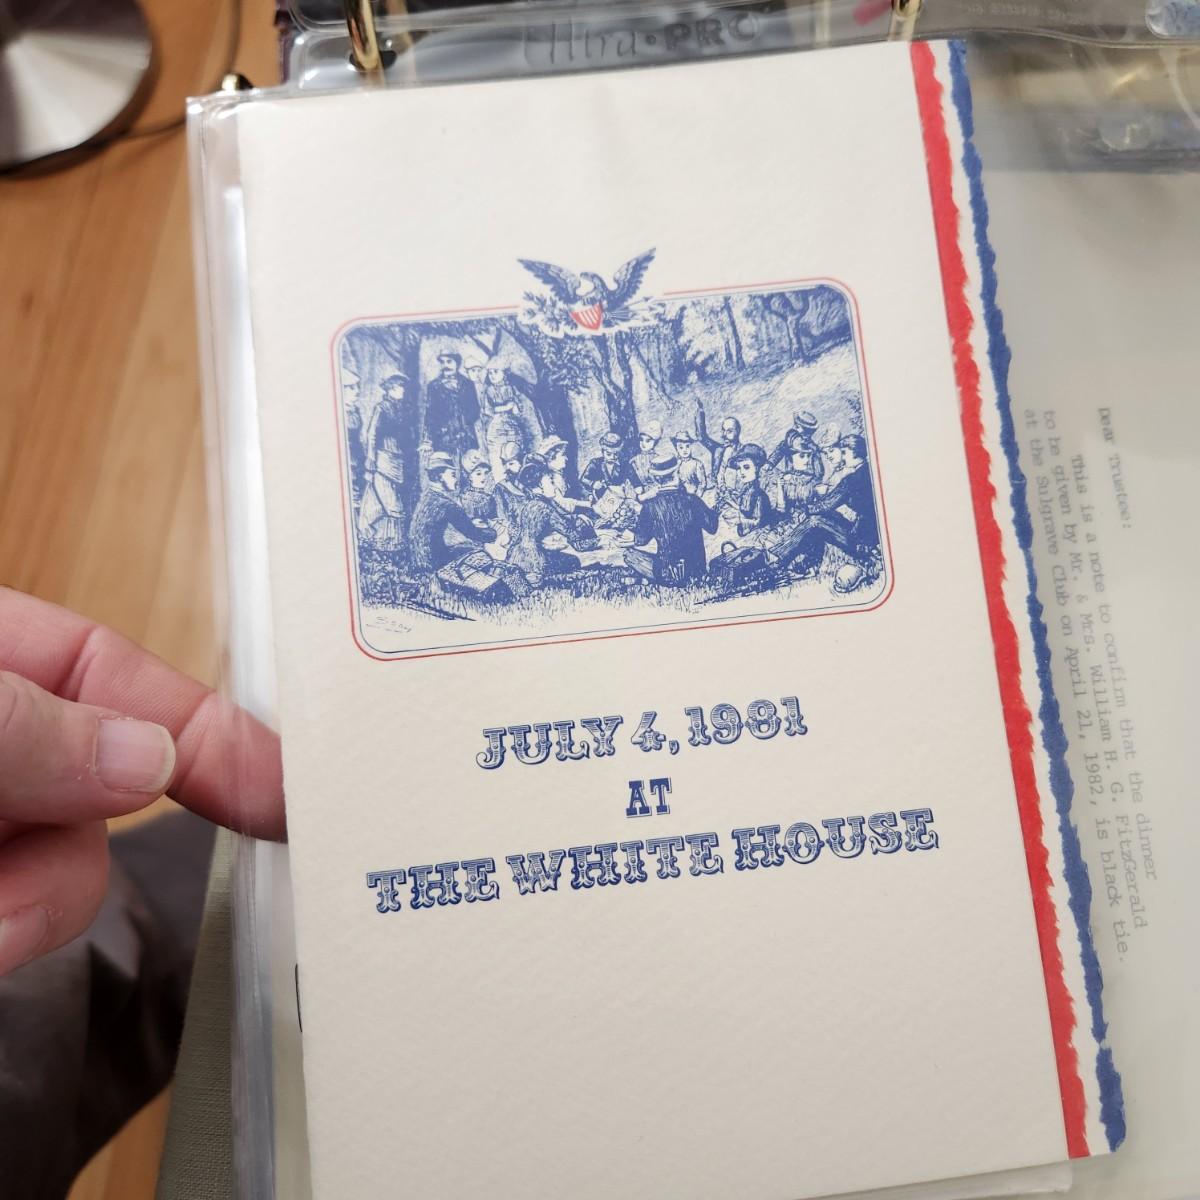 Ultra•PRO
JULY 4, 1981
AT
THE WHITE HOUSE
Dear Trustee:
This is a note to confirm that the dinner
to be given by Mr. & Mrs. William H. G. FitzGerald
at the Sulgrave Club on April 21, 1982, is black tie.